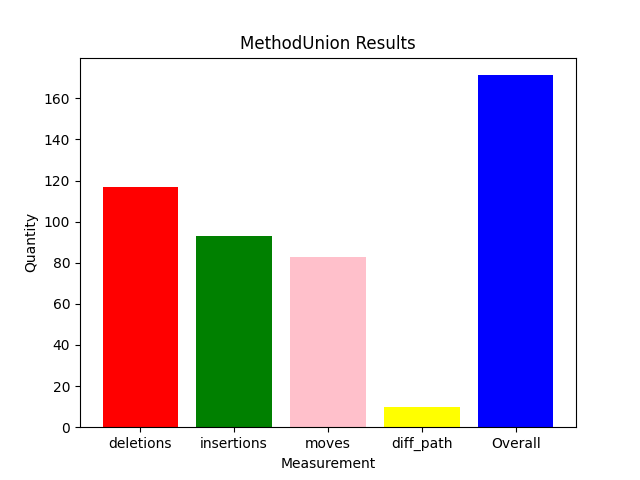 MethodUnion Results
Quantity
160
140
120
100
80
60
40
20
0
deletions insertions moves diff_path Overall
Measurement